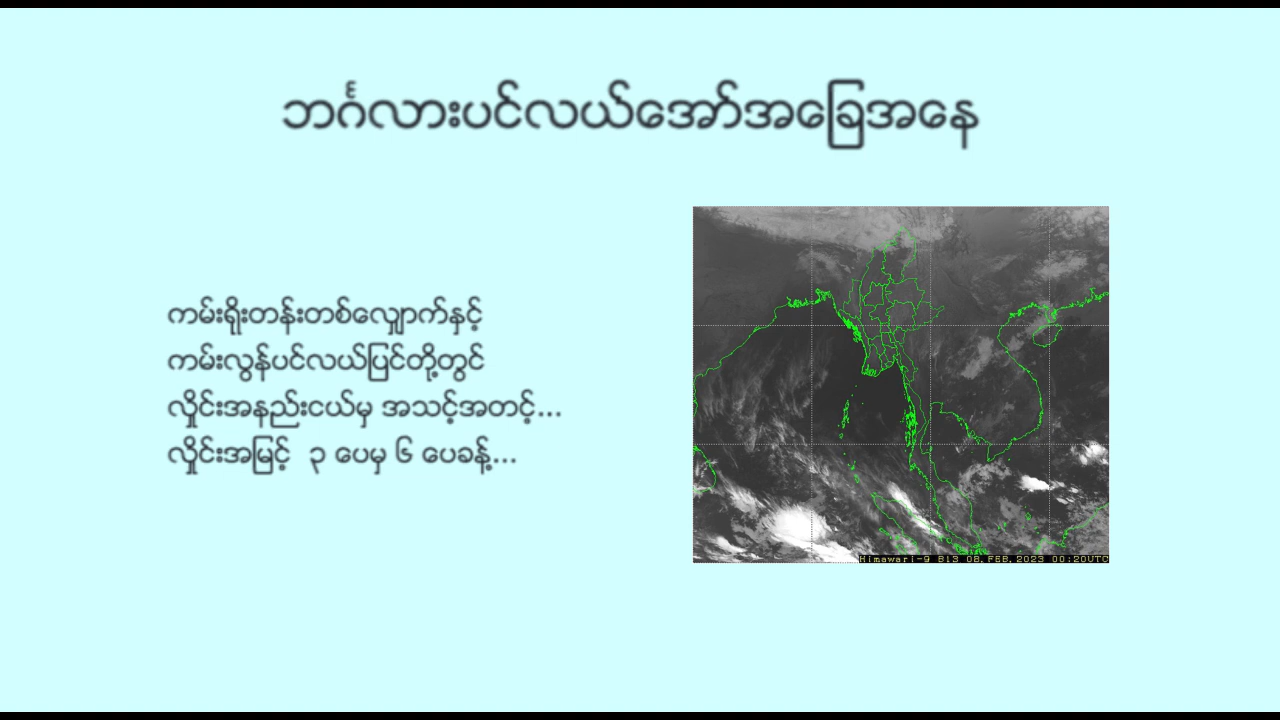 ဘင်္ဂလားပင်လယ်အော်အခြေအနေ
ကမ်းရိုးတန်းတစ်လျှောက်နှင့်
ကမ်းလွန်ပင်လယ်ပြင်တို့တွင်
လှိုင်းအနည်းငယ်မှ အသင့်အတင့်...
လှိုင်းအမြင့် ၃ ပေမှ ၆ ပေခန့်...
Himawari-9 B13 08.FEB.2023 00:20UTC